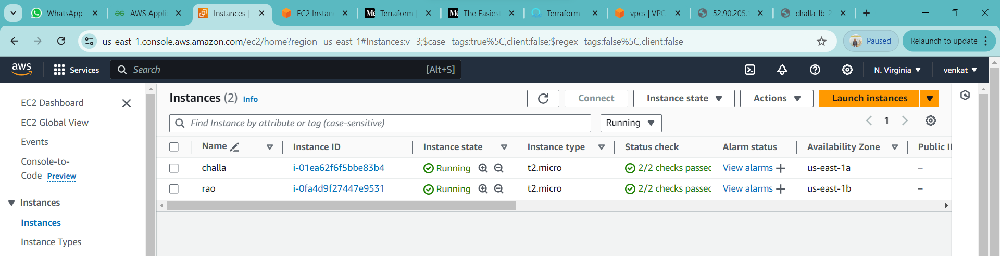 WhatsApp
AWS Appli
Instances |
EC2 Instan
Terraform
The Easies
Terraform
vpcs | VPC
52.90.205.
challa-lb-2
us-east-1.console.aws.amazon.com/ec2/home?region=us-east-1#Instances:v=3;$case=tags:true%5C,client:false;$regex=tags:false%5C,client:false
Paused
Relaunch to update
aws
Services
Search
[Alt+S]
N. Virginia
venkat
EC2 Dashboard
EC2 Global View
Events
Console-to-
Code Preview
Instances
Instances
Instance Types
Instances (2) Info
Connect
Instance state
Actions
Launch instances
Find Instance by attribute or tag (case-sensitive)
Running
1
Name Instance ID Instance state Instance type Status check Alarm status Availability Zone Public I
challa i-01ea62f6f5bbe83b4 Running t2.micro 2/2 checks passed View alarms + us-east-1a –
rao i-0fa4d9f27447e9531 Running t2.micro 2/2 checks passed View alarms + us-east-1b –